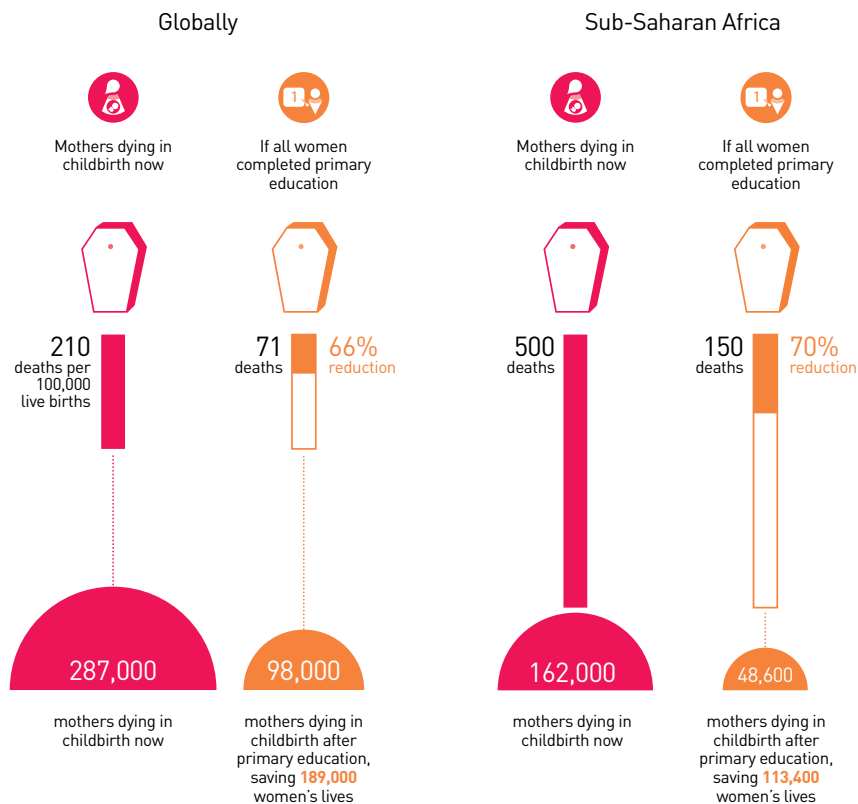 Globally
Mothers dying in
childbirth now
1
If all women
completed primary
education
210
deaths per
100,000
live births
71
deaths
66%
reduction
287,000
mothers dying in
childbirth now
98,000
mothers dying in
childbirth after
primary education,
saving 189,000
women's lives
Sub-Saharan Africa
Mothers dying in
childbirth now
1
If all women
completed primary
education
500
deaths
150
deaths
70%
reduction
162,000
mothers dying in
childbirth now
48,600
mothers dying in
childbirth after
primary education,
saving 113,400
women's lives